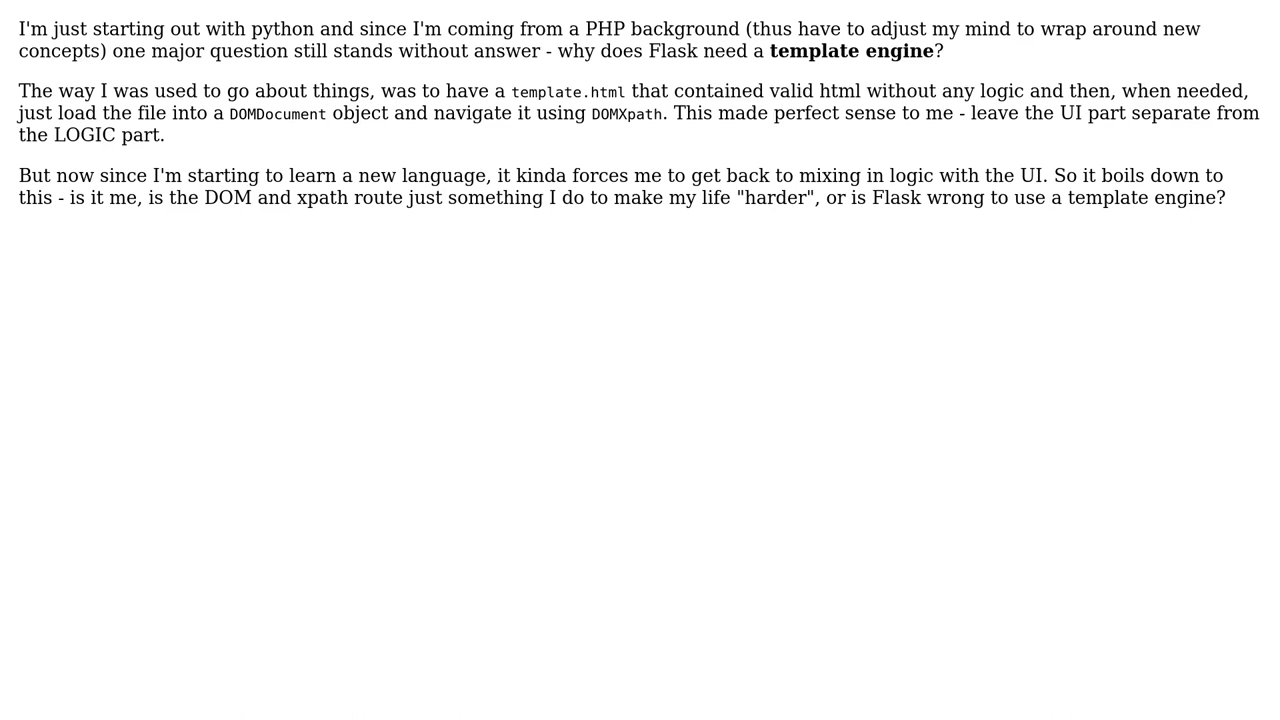 I'm just starting out with python and since I'm coming from a PHP background (thus have to adjust my mind to wrap around new
concepts) one major question still stands without answer - why does Flask need a template engine?
The way I was used to go about things, was to have a template.html that contained valid html without any logic and then, when needed,
just load the file into a DOMDocument object and navigate it using DOMXpath. This made perfect sense to me - leave the UI part separate from
the LOGIC part.
But now since I'm starting to learn a new language, it kinda forces me to get back to mixing in logic with the UI. So it boils down to
this - is it me, is the DOM and xpath route just something I do to make my life "harder", or is Flask wrong to use a template engine?